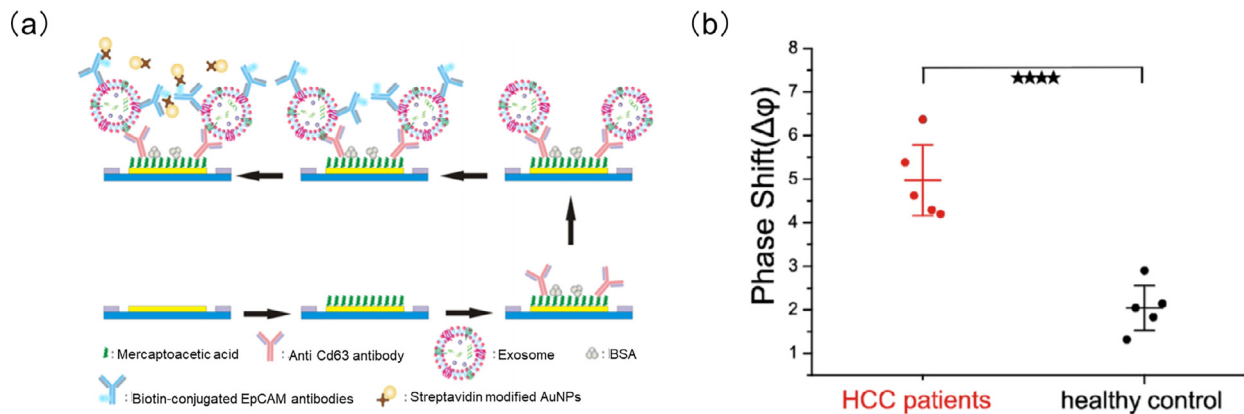 (a)
: Mercaptoacetic acid : Anti Cd63 antibody : Exosome : BSA
: Biotin-conjugated EpCAM antibodies : Streptavidin modified AuNPs
(b)
Phase Shift(Δφ)
8
7
6
5
4
3
2
1
★★★★
HCC patients healthy control